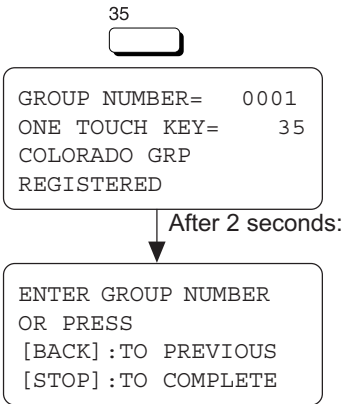 35
GROUP NUMBER= 0001
ONE TOUCH KEY= 35
COLORADO GRP
REGISTERED
After 2 seconds:
ENTER GROUP NUMBER
OR PRESS
[BACK]:TO PREVIOUS
[STOP]:TO COMPLETE